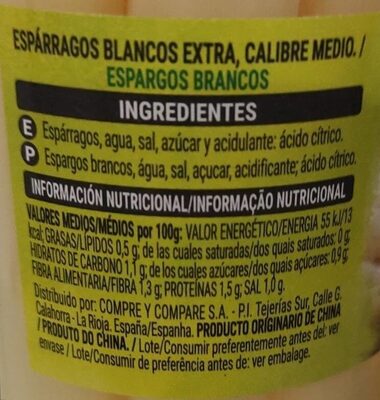 ESPÁRRAGOS BLANCOS EXTRA, CALIBRE MEDIO. /
ESPARGOS BRANCOS
INGREDIENTES
E Espárragos, agua, sal, azúcar y acidulante: ácido cítrico.
P Espargos brancos, água, sal, açucar, acidificante; ácido cítrico.
INFORMACIÓN NUTRICIONAL/INFORMAÇÃO NUTRICIONAL
VALORES MEDIOS/MÉDIOS por 100g: VALOR ENERGÉTICO/ENERGIA 55 kJ/13
kcal; GRASAS/LÍPIDOS 0,5 g; de las cuales saturadas/dos quais saturados: 0 g;
HIDRATOS DE CARBONO 1,1 g; de los cuales azúcares/dos quais açúcares: 0,9 g;
FIBRA ALIMENTARIA/FIBRA 1,3 g; PROTEÍNAS 1,5 g; SAL 1,0 g.
Distribuido por: COMPRE Y COMPARE S.A. - P.I. Tejerías Sur, Calle G.
Calahorra - La Rioja. España/Espanha. PRODUCTO ORIGINARIO DE CHINA
/ PRODUTO DO CHINA. / Lote/Consumir preferentemente antes del: ver
envase / Lote/Consumir de preferência antes de: ver embalage.